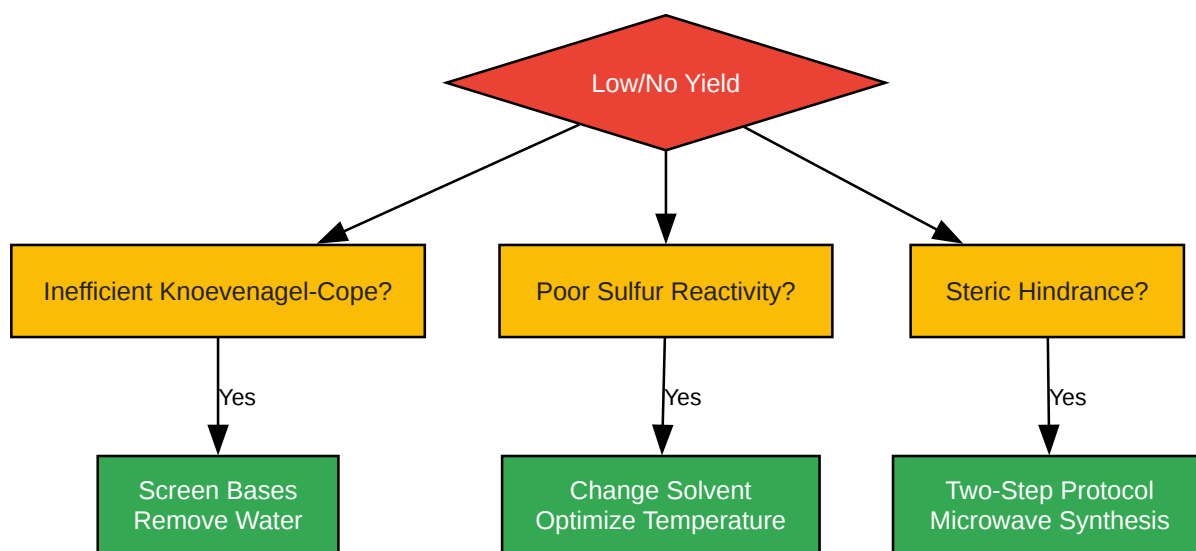 Low/No Yield
Inefficient Knoevenagel-Cope?
Poor Sulfur Reactivity?
Steric Hindrance?
Yes
Yes
Yes
Screen Bases
Remove Water
Change Solvent
Optimize Temperature
Two-Step Protocol
Microwave Synthesis